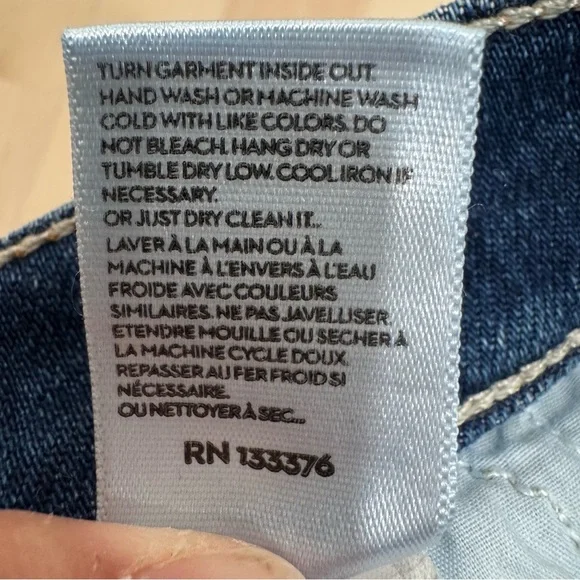 TURN GARMENT INSIDE OUT
HAND WASH OR MACHINE WASH
COLD WITH LIKE COLORS. DO
NOT BLEACH. HANG DRY OR
TUMBLE DRY LOW. COOL IRON IF
NECESSARY.
OR JUST DRY CLEAN IT...
LAVER À LA MAIN OU À LA
MACHINE À L'ENVERS À L'EAU
FROIDE AVEC COULEURS
SIMILAIRES. NE PAS JAVELLISER.
ETENDRE MOUILLE OU SECHER À
LA MACHINE CYCLE DOUX.
REPASSER AU FER FROID SI
NÉCESSAIRE.
OU NETTOYER À SEC...
RN 133376